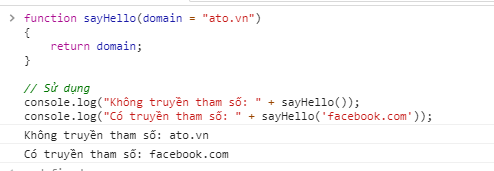 function sayHello(domain = "ato.vn")
{
return domain;
}
// Sử dụng
console.log("Không truyền tham số: " + sayHello());
console.log("Có truyền tham số: " + sayHello('facebook.com'));
Không truyền tham số: ato.vn
Có truyền tham số: facebook.com